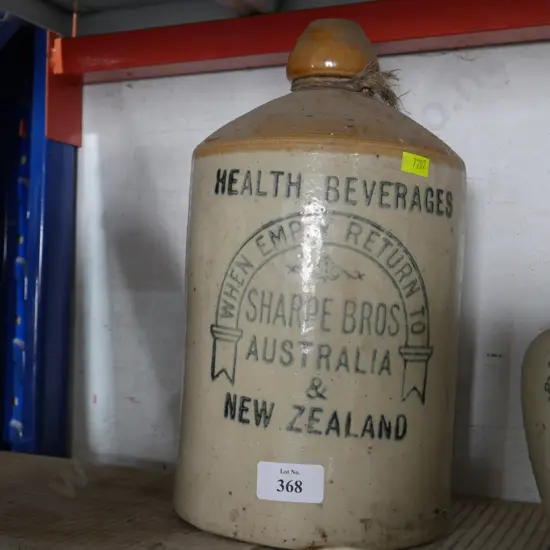 HEALTH BEVERAGES
WHEN EMPTY RETURN TO
SHARPE BROS
AUSTRALIA
&
NEW ZEALAND
Lot No.
368